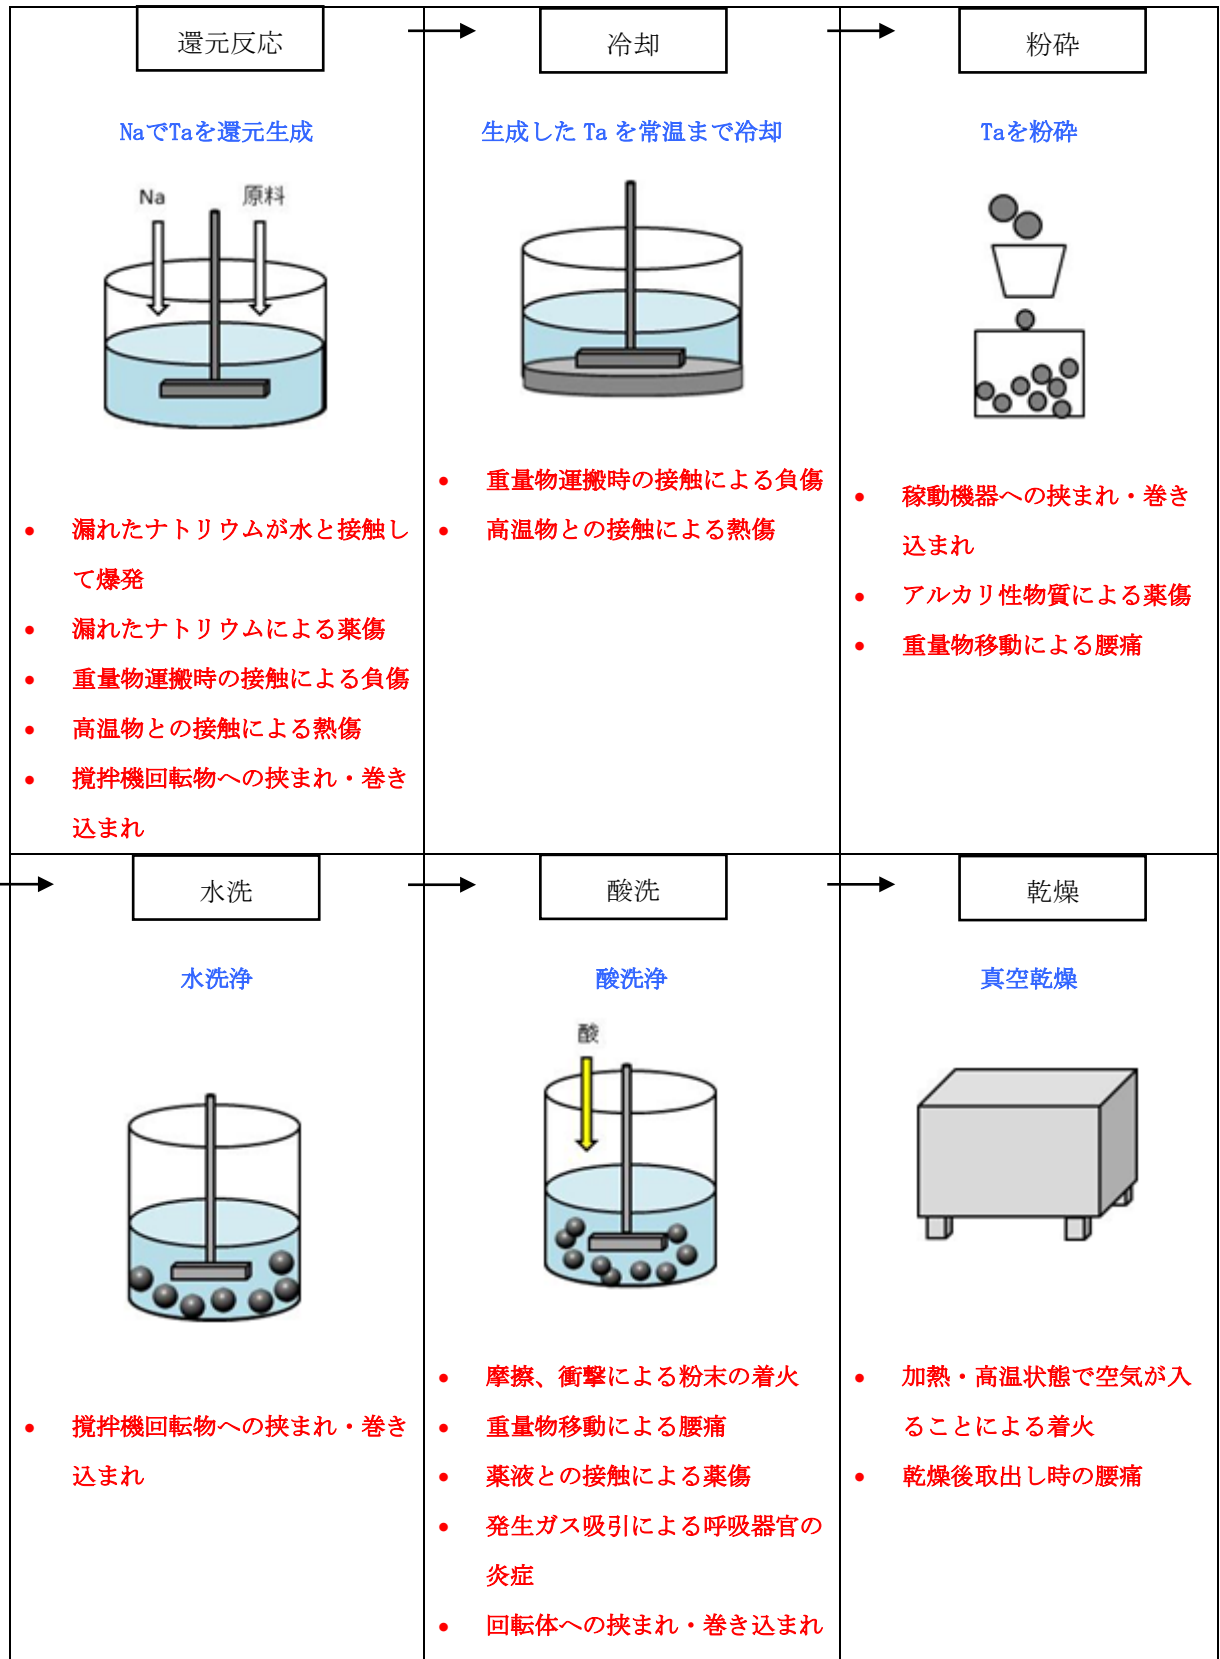 還元反応
NaでTaを還元生成
Na
原料
• 漏れたナトリウムが水と接触し
て爆発
• 漏れたナトリウムによる薬傷
• 重量物運搬時の接触による負傷
• 高温物との接触による熱傷
• 撹拌機回転物への挟まれ・巻き
込まれ
冷却
生成した Ta を常温まで冷却
• 重量物運搬時の接触による負傷
• 高温物との接触による熱傷
粉砕
Taを粉砕
• 稼動機器への挟まれ・巻き
込まれ
• アルカリ性物質による薬傷
• 重量物移動による腰痛
水洗
水洗浄
• 撹拌機回転物への挟まれ・巻き
込まれ
酸洗
酸洗浄
酸
• 摩擦、衝撃による粉末の着火
• 重量物移動による腰痛
• 薬液との接触による薬傷
• 発生ガス吸引による呼吸器官の
炎症
• 回転体への挟まれ・巻き込まれ
乾燥
真空乾燥
• 加熱・高温状態で空気が入
ることによる着火
• 乾燥後取出し時の腰痛